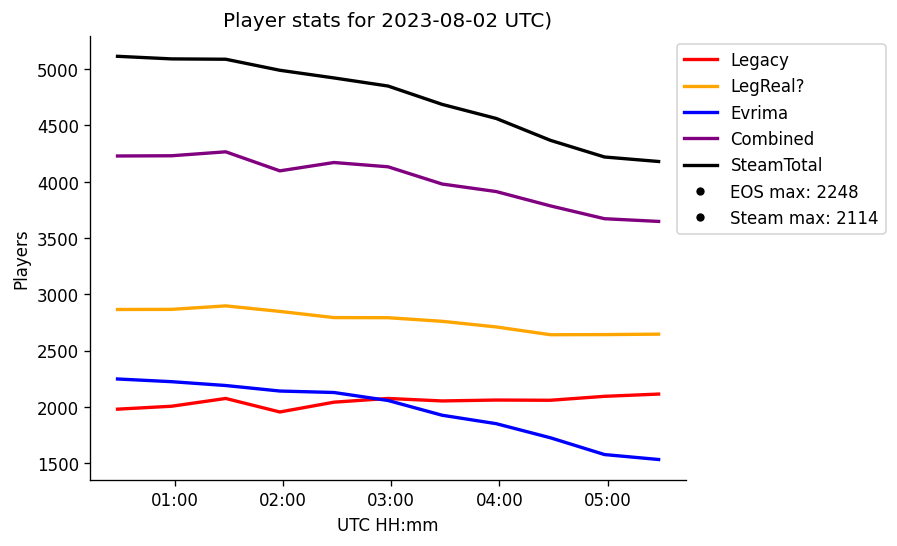 Player stats for 2023-08-02 UTC)
Players
5000
4500
4000
3500
3000
2500
2000
1500
01:00
02:00
03:00
04:00
05:00
UTC HH:mm
Legacy
LegReal?
Evrima
Combined
SteamTotal
EOS max: 2248
Steam max: 2114